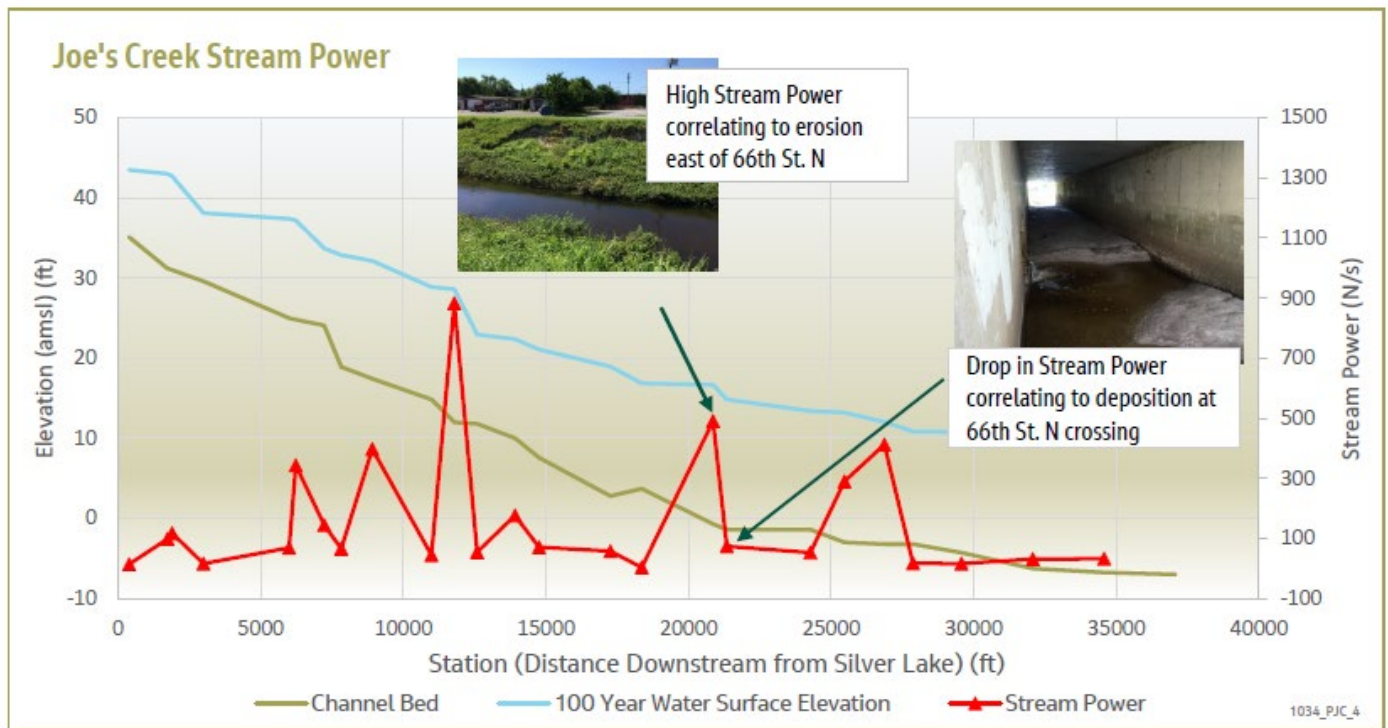 Joe's Creek Stream Power
High Stream Power
correlating to erosion
east of 66th St. N
Drop in Stream Power
correlating to deposition at
66th St. N crossing
Elevation (amsl) (ft)
50
40
30
20
10
0
-10
1500
1300
1100
900
700
500
300
100
-100
Stream Power (N/s)
0 5000 10000 15000 20000 25000 30000 35000 40000
Station (Distance Downstream from Silver Lake) (ft)
Channel Bed 100 Year Water Surface Elevation Stream Power
1034_PJC_4